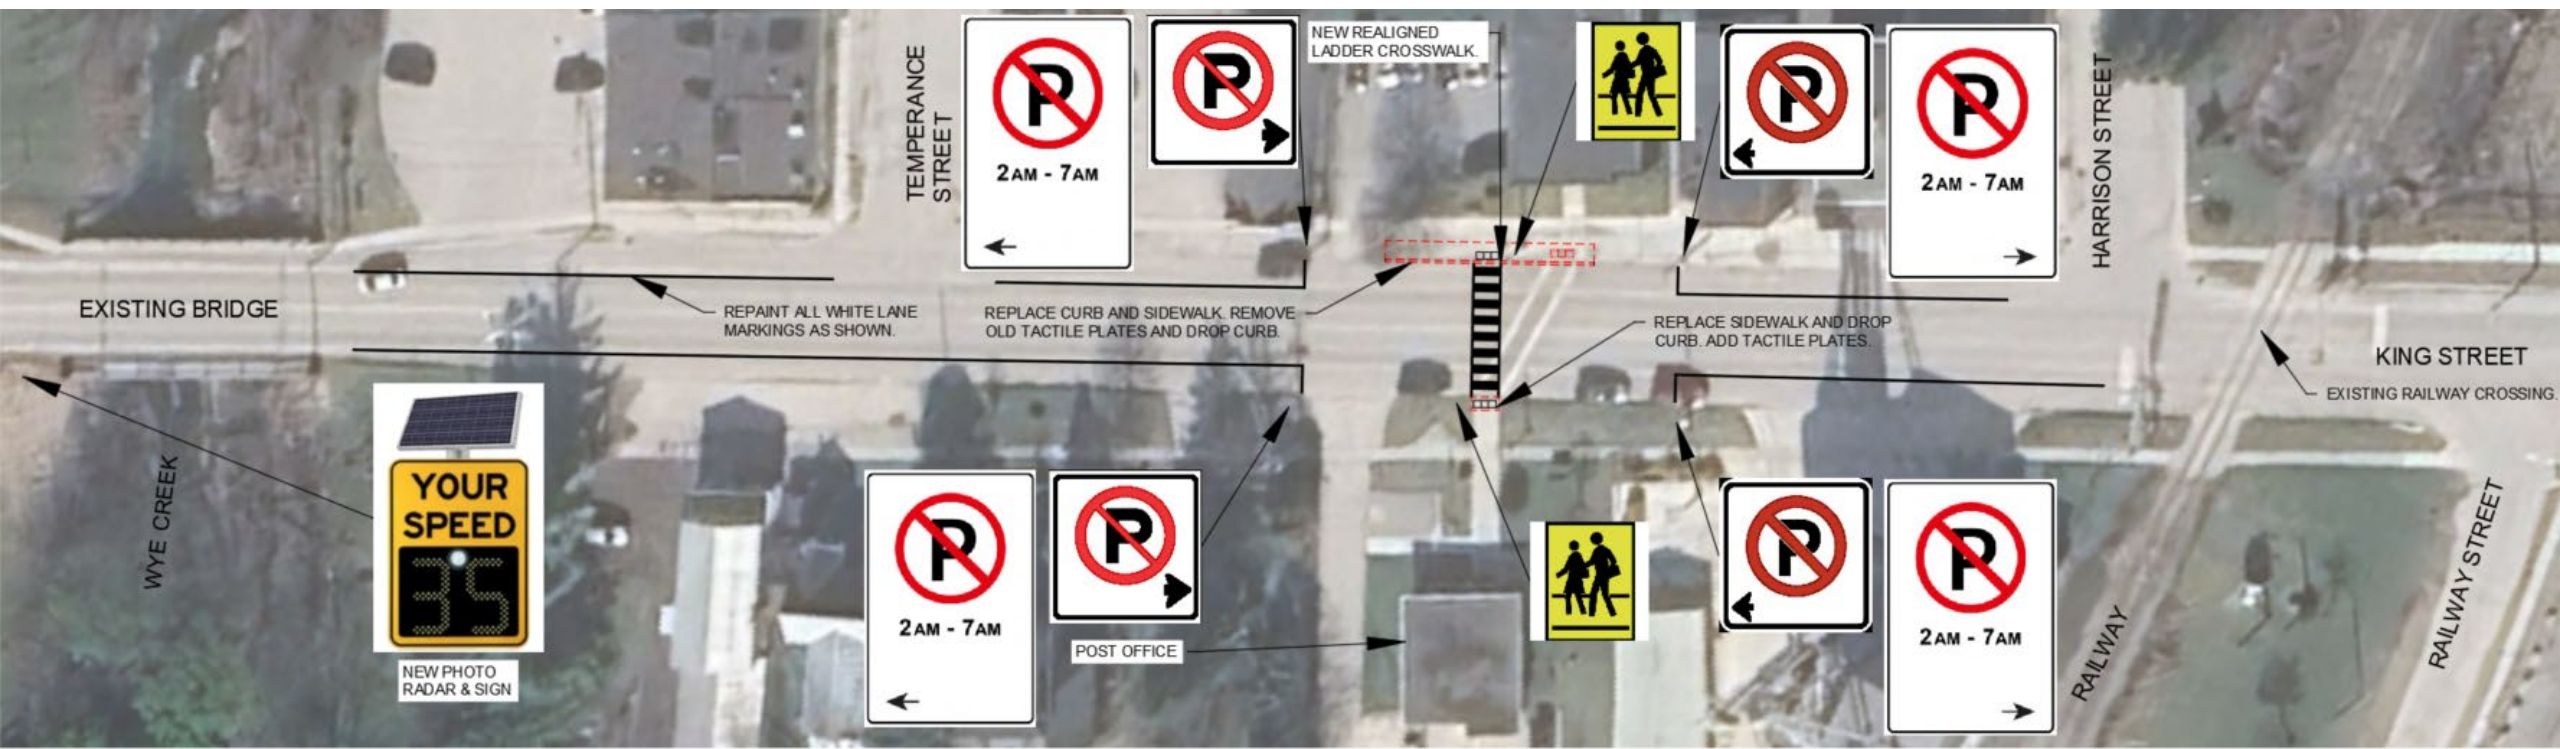 TEMPERANCE
STREET
P
2AM - 7AM
P
NEW REALIGNED
LADDER CROSSWALK.
P
P
2AM - 7AM
HARRISON STREET
EXISTING BRIDGE
REPAINT ALL WHITE LANE
MARKINGS AS SHOWN.
REPLACE CURB AND SIDEWALK. REMOVE
OLD TACTILE PLATES AND DROP CURB.
REPLACE SIDEWALK AND DROP
CURB. ADD TACTILE PLATES.
KING STREET
EXISTING RAILWAY CROSSING.
WYE CREEK
YOUR
SPEED
35
NEW PHOTO
RADAR & SIGN
P
2AM - 7AM
P
POST OFFICE
P
P
2AM - 7AM
RAILWAY
RAILWAY STREET